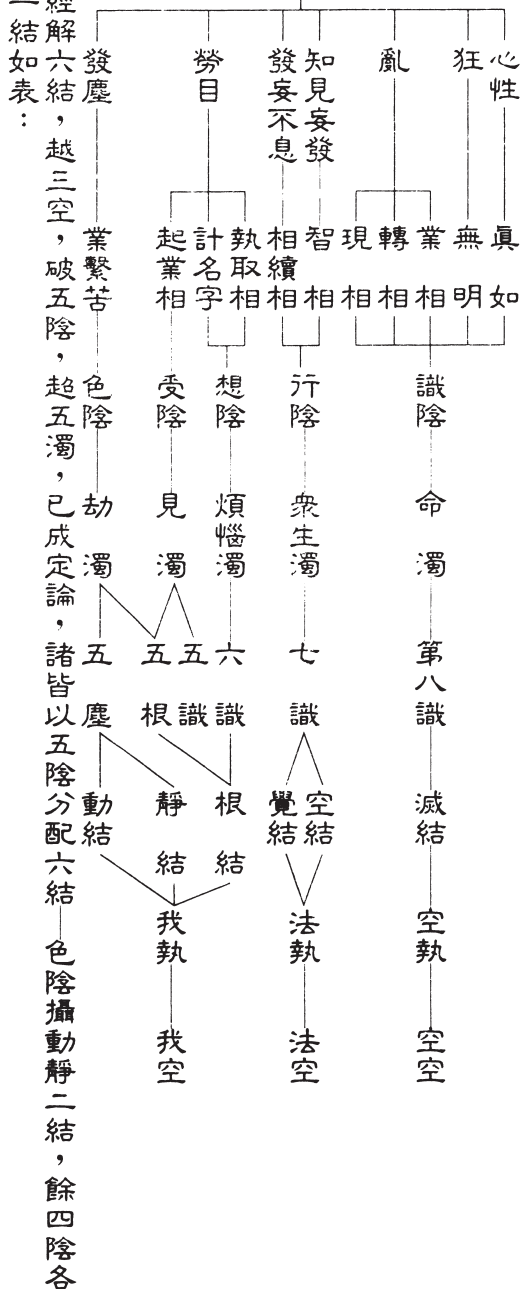 心性
狂
亂
知見妄發
發妄不息
勞目
發塵
真如
無明
業相
轉相
現相
智相
相續相
執取相
計名字
起業相
業繫苦
識陰
行陰
想陰
受陰
色陰
命濁
衆生濁
煩惱濁
見濁
劫濁
第八識
七識
六識
五識
五根
五塵
滅結
空結
覺結
根結
靜結
動結
空執
法執
我執
空空
法空
我空
經解六結，越三空，破五陰，超五濁，已成定論，諸皆以五陰分配六結—色陰攝動靜二結，餘四陰各
一結如表：